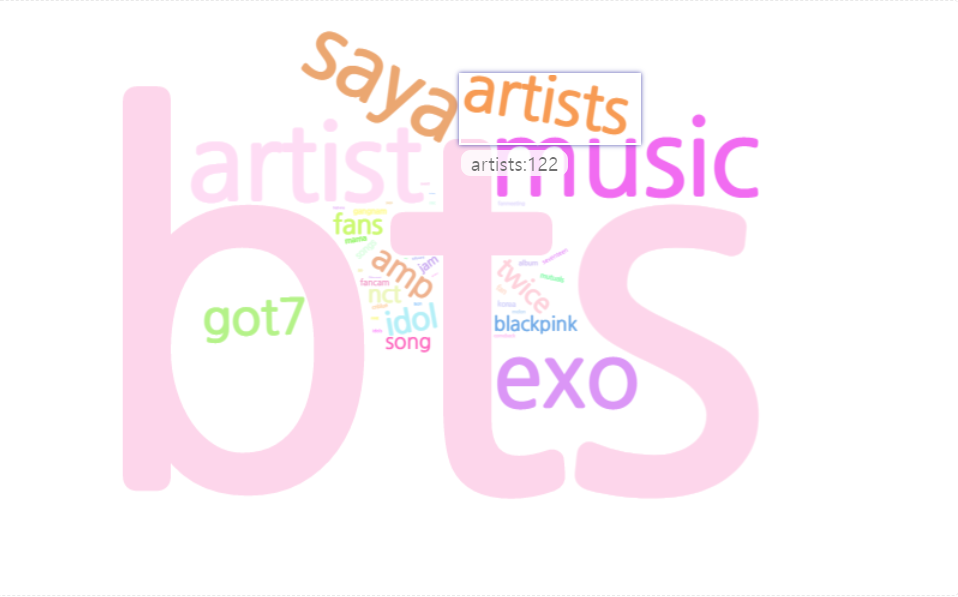 saya
artists
artist
music
artists:122
bts
fans
mama
amp
jam
twice
album
fancam
nct
got7
idol
song
korea
blackpink
exo